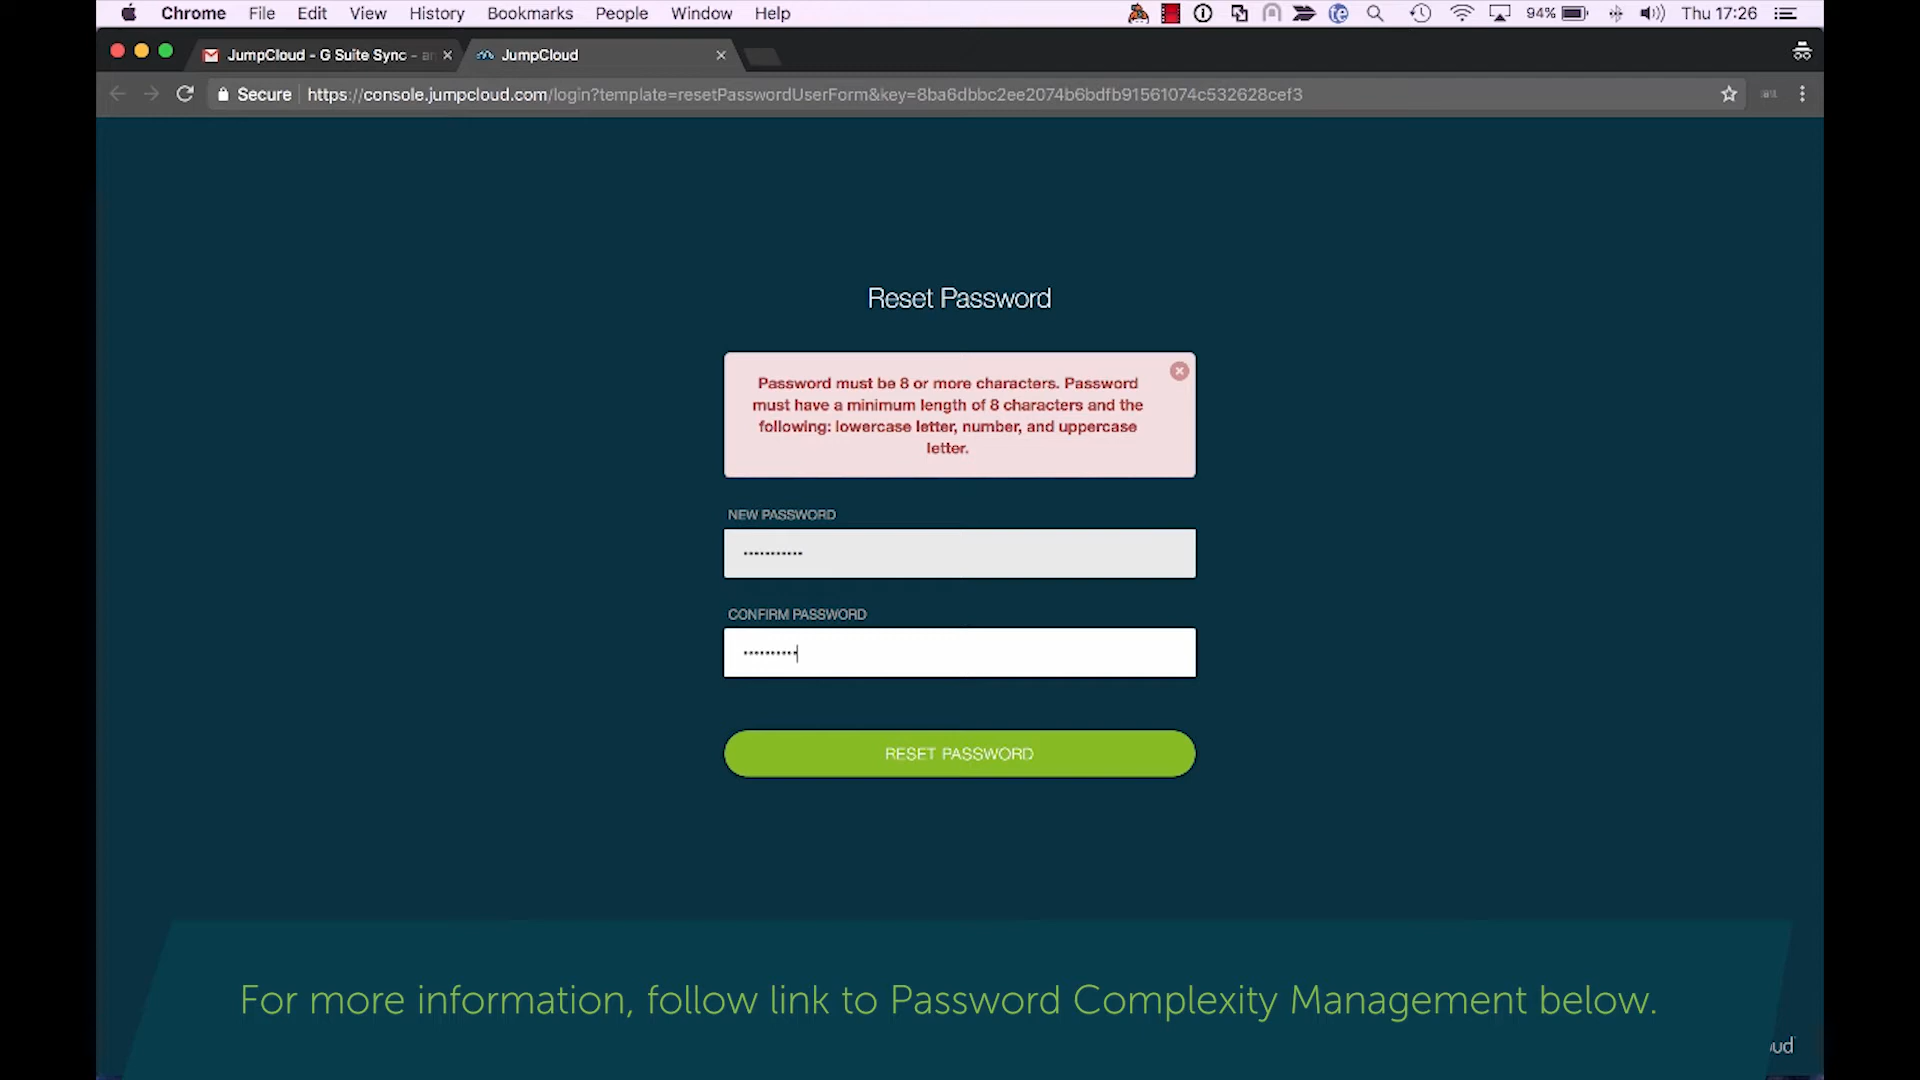 Chrome File Edit View History Bookmarks People Window Help 94% Thu 17:26
JumpCloud - G Suite Sync - JumpCloud
Secure https://console.jumpcloud.com/login?template=resetPasswordUserForm&key=8ba6dbbc2ee2074b6bdfb91561074c532628cef3
Reset Password
Password must be 8 or more characters. Password
must have a minimum length of 8 characters and the
following: lowercase letter, number, and uppercase
letter.
NEW PASSWORD
CONFIRM PASSWORD
RESET PASSWORD
For more information, follow link to Password Complexity Management below.